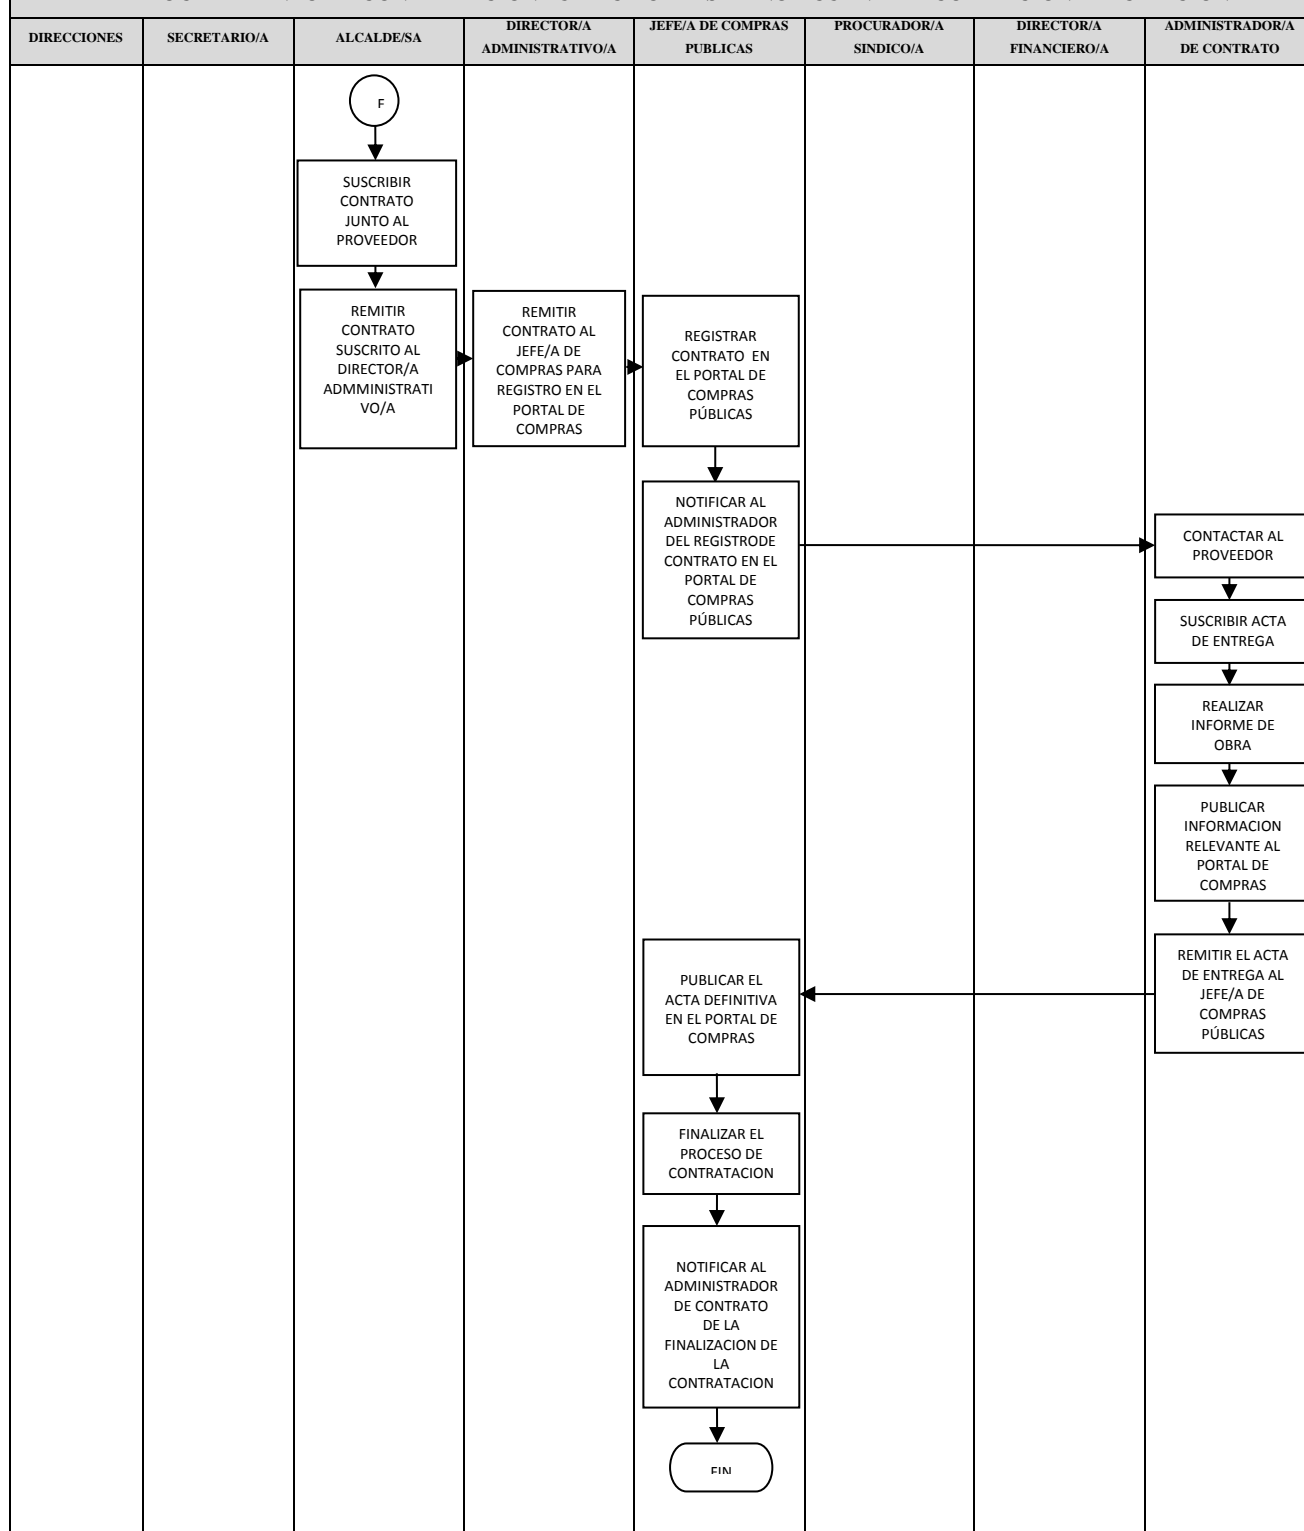 DIRECCIONES
SECRETARIO/A
ALCALDE/SA
DIRECTOR/A
ADMINISTRATIVO/A
JEFE/A DE COMPRAS
PUBLICAS
PROCURADOR/A
SINDICO/A
DIRECTOR/A
FINANCIERO/A
ADMINISTRADOR/A
DE CONTRATO
F
SUSCRIBIR
CONTRATO
JUNTO AL
PROVEEDOR
REMITIR
CONTRATO
SUSCRITO AL
DIRECTOR/A
ADMMINISTRATI
VO/A
REMITIR
CONTRATO AL
JEFE/A DE
COMPRAS PARA
REGISTRO EN EL
PORTAL DE
COMPRAS
REGISTRAR
CONTRATO EN
EL PORTAL DE
COMPRAS
PÚBLICAS
NOTIFICAR AL
ADMINISTRADOR
DEL REGISTRODE
CONTRATO EN EL
PORTAL DE
COMPRAS
PÚBLICAS
CONTACTAR AL
PROVEEDOR
SUSCRIBIR ACTA
DE ENTREGA
REALIZAR
INFORME DE
OBRA
PUBLICAR
INFORMACION
RELEVANTE AL
PORTAL DE
COMPRAS
REMITIR EL ACTA
DE ENTREGA AL
JEFE/A DE
COMPRAS
PÚBLICAS
PUBLICAR EL
ACTA DEFINITIVA
EN EL PORTAL DE
COMPRAS
FINALIZAR EL
PROCESO DE
CONTRATACION
NOTIFICAR AL
ADMINISTRADOR
DE CONTRATO
DE LA
FINALIZACION DE
LA
CONTRATACION
FIN